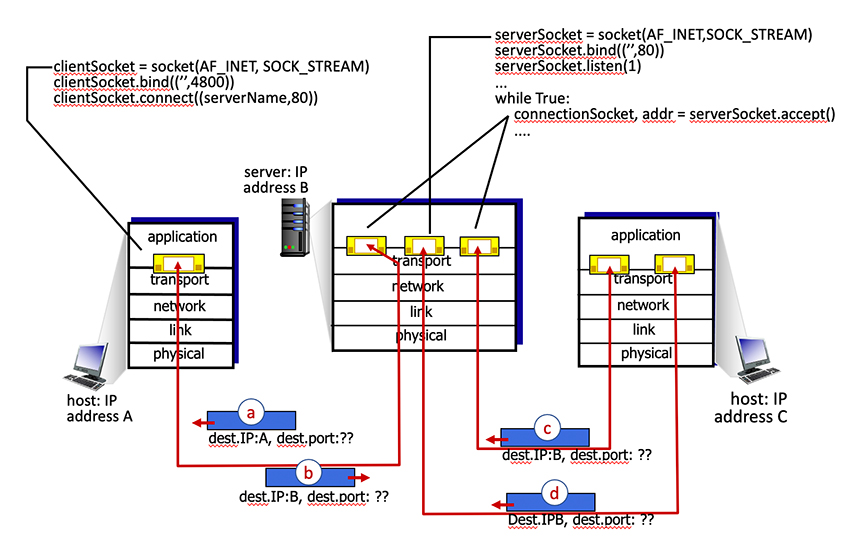 serverSocket = socket(AF_INET,SOCK_STREAM)
serverSocket.bind(('',80))
serverSocket.listen(1)
...
while True:
connectionSocket, addr = serverSocket.accept()
....
clientSocket = socket(AF_INET, SOCK_STREAM)
clientSocket.bind(('',4800))
clientSocket.connect((serverName,80))
server: IP
address B
application
transport
network
link
physical
transport
network
link
physical
application
transport
network
link
physical
host: IP
address A
host: IP
address C
a
dest.IP:A, dest.port:??
b
dest.IP:B, dest.port: ??
c
dest.IP:B, dest.port: ??
d
Dest.IPB, dest.port: ??